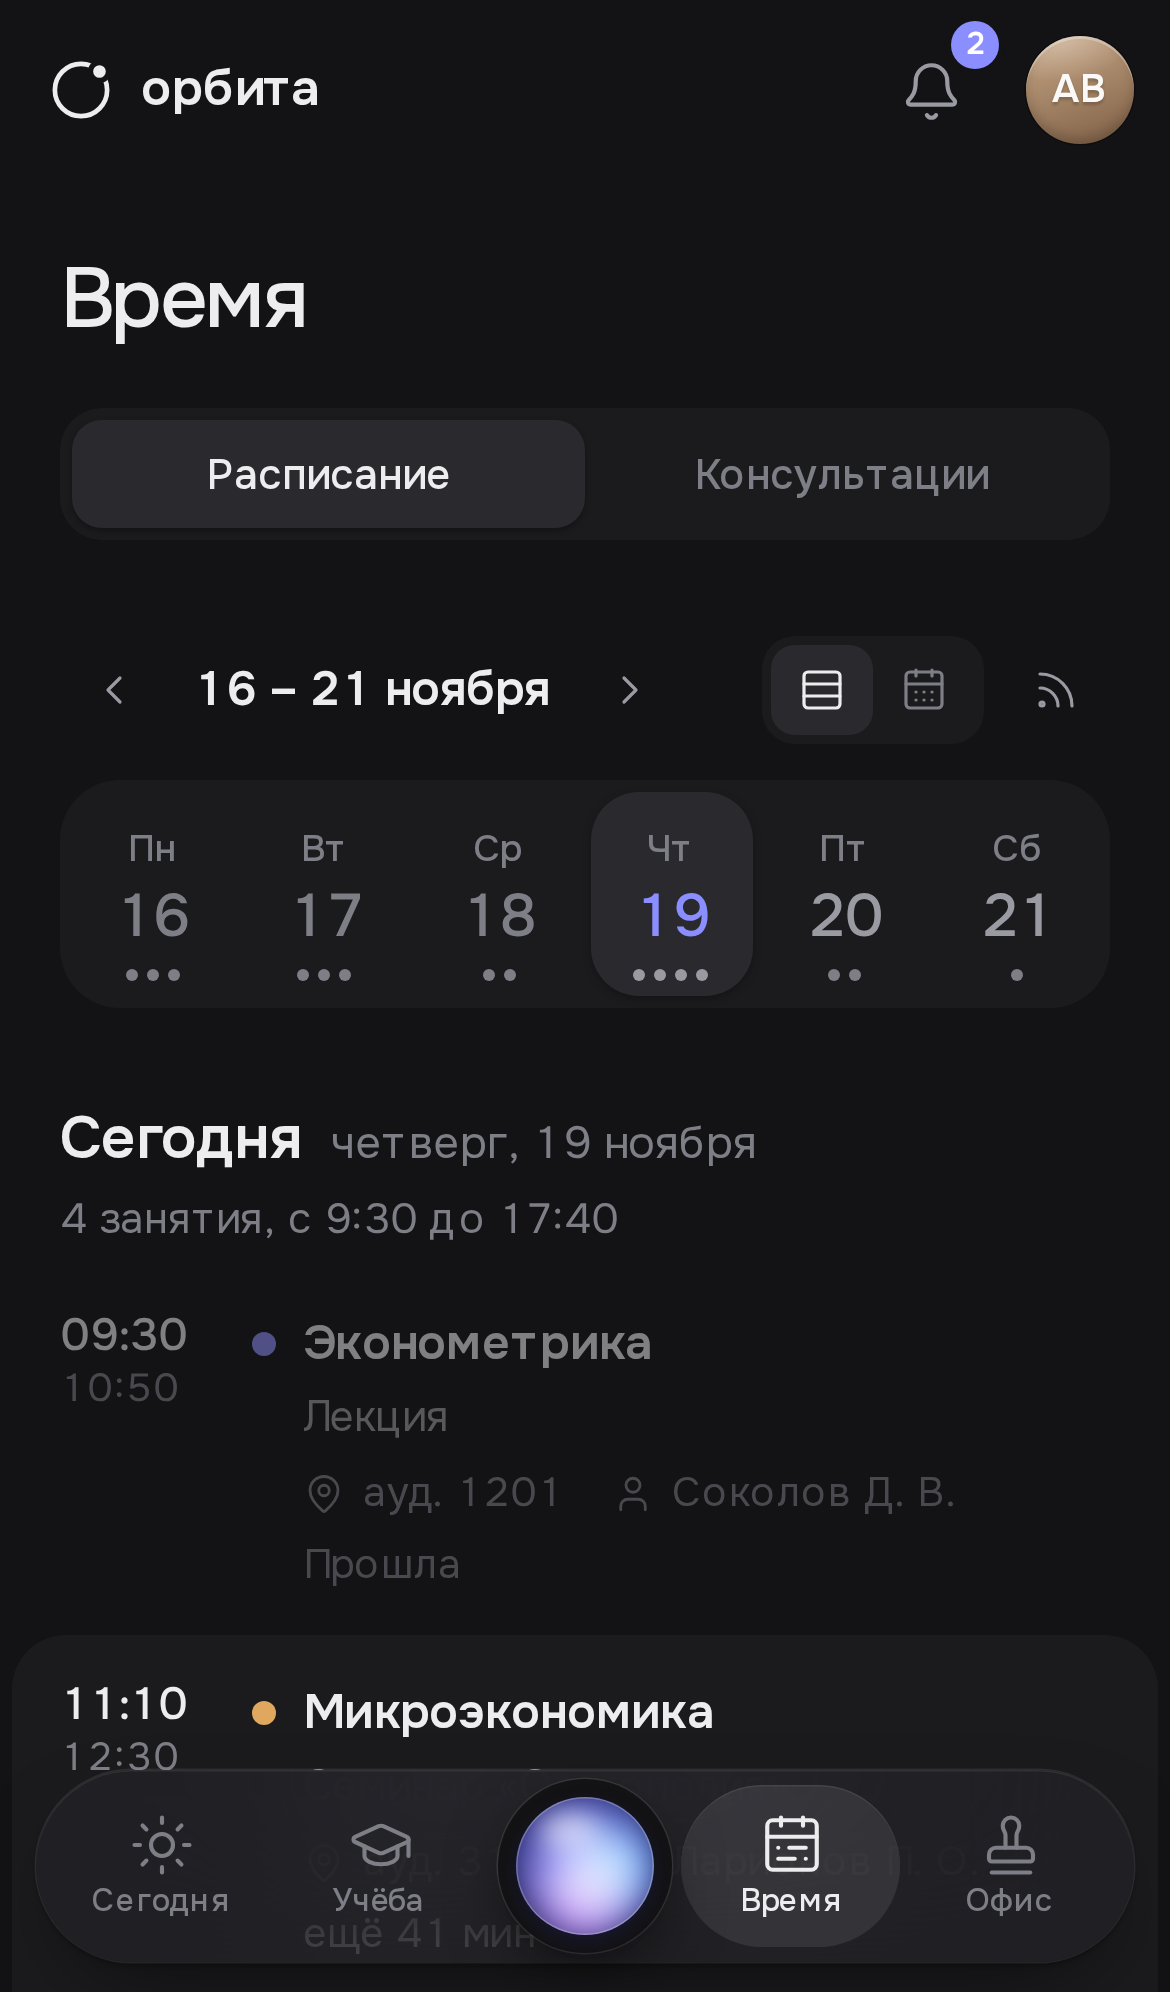 орбита
2
АВ
Время
Расписание
Консультации
16 – 21 ноября
Пн Вт Ср Чт Пт Сб
16 17 18 19 20 21
Сегодня четверг, 19 ноября
4 занятия, с 9:30 до 17:40
09:30 Эконометрика
10:50
Лекция
ауд. 1201 Соколов Д. В.
Прошла
11:10 Микроэкономика
12:30
ещё 41 мин
Сегодня Учёба Время Офис